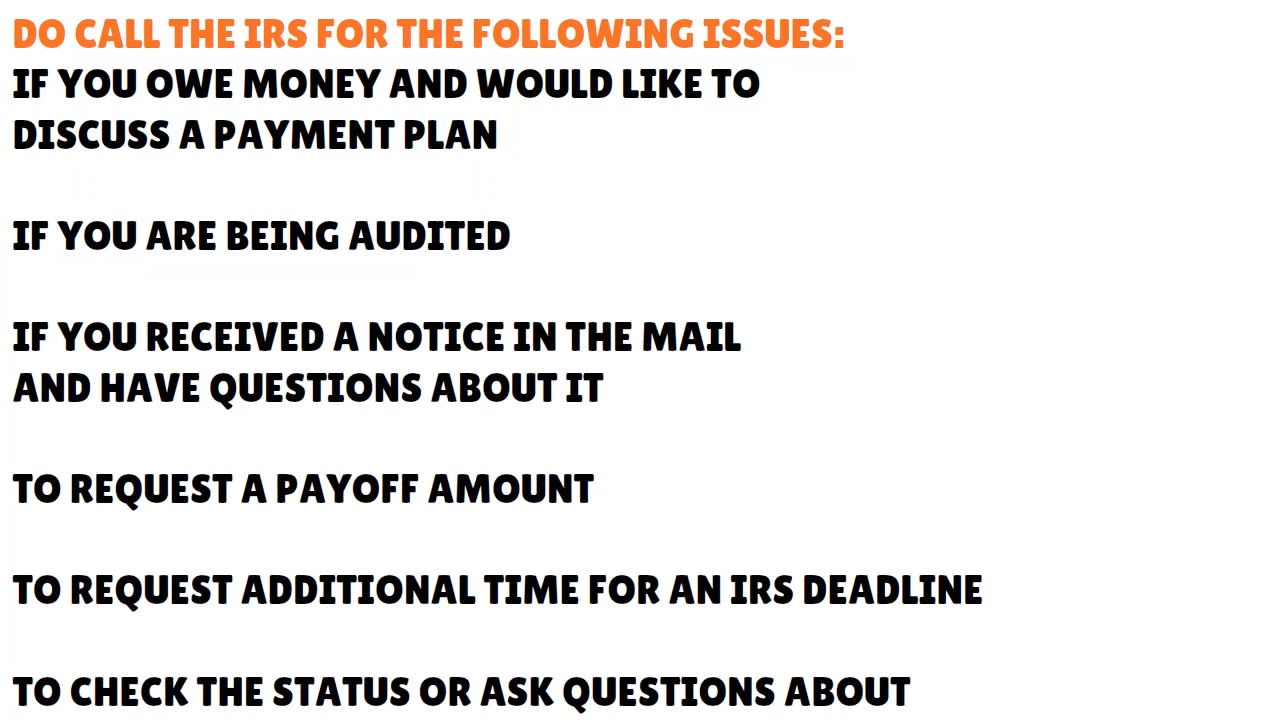 DO CALL THE IRS FOR THE FOLLOWING ISSUES:
IF YOU OWE MONEY AND WOULD LIKE TO
DISCUSS A PAYMENT PLAN
IF YOU ARE BEING AUDITED
IF YOU RECEIVED A NOTICE IN THE MAIL
AND HAVE QUESTIONS ABOUT IT
TO REQUEST A PAYOFF AMOUNT
TO REQUEST ADDITIONAL TIME FOR AN IRS DEADLINE
TO CHECK THE STATUS OR ASK QUESTIONS ABOUT